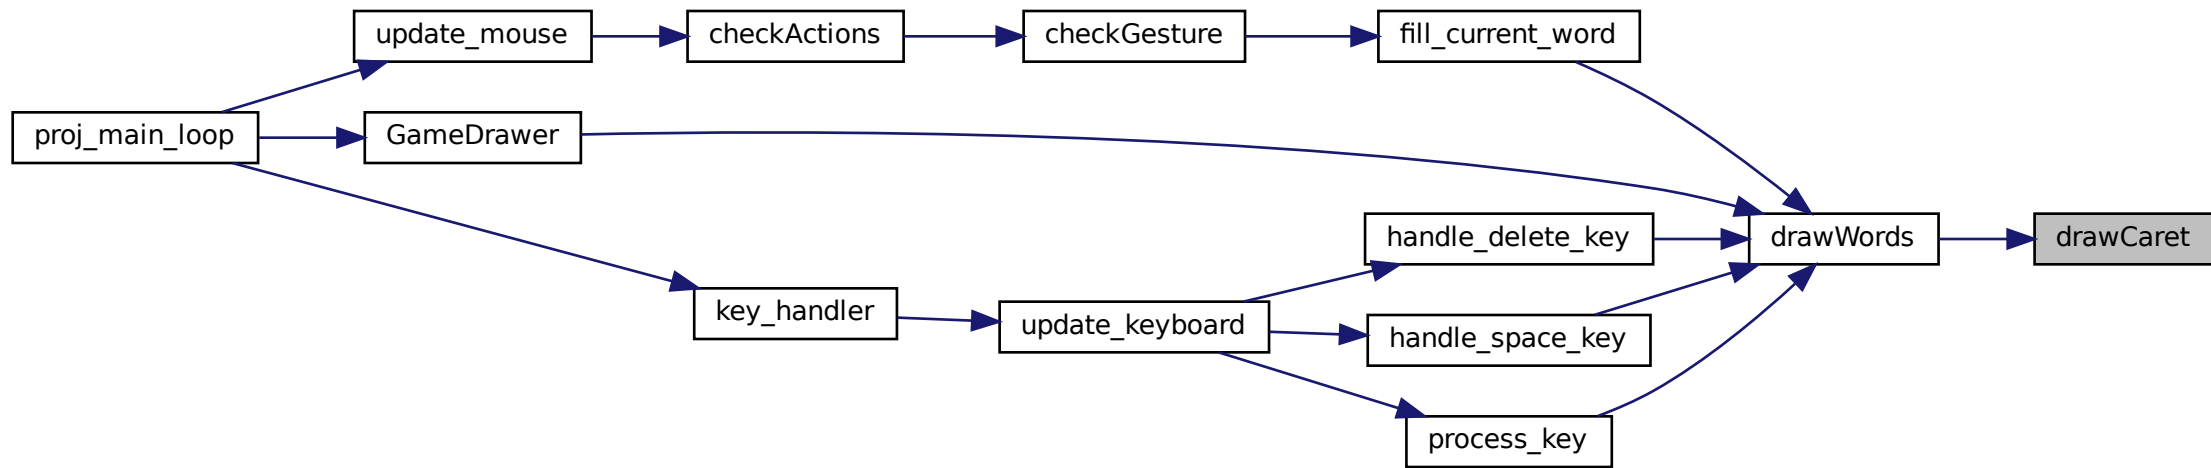 update_mouse
checkActions
checkGesture
fill_current_word
proj_main_loop
GameDrawer
handle_delete_key
drawWords
drawCaret
key_handler
update_keyboard
handle_space_key
process_key